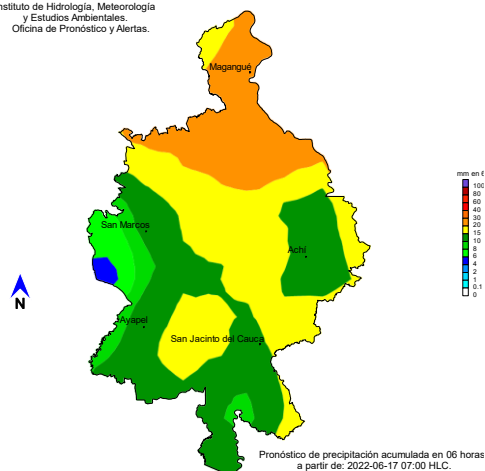 nstituto de Hidrología, Meteorología
y Estudios Ambientales.
Oficina de Pronóstico y Alertas.
Magangué
mm en 6
100
80
60
40
30
20
15
10
8
6
4
2
1
0.1
0
San Marcos
Achí
N
Ayapel
San Jacinto del Cauca
Pronóstico de precipitación acumulada en 06 horas
a partir de: 2022-06-17 07:00 HLC.